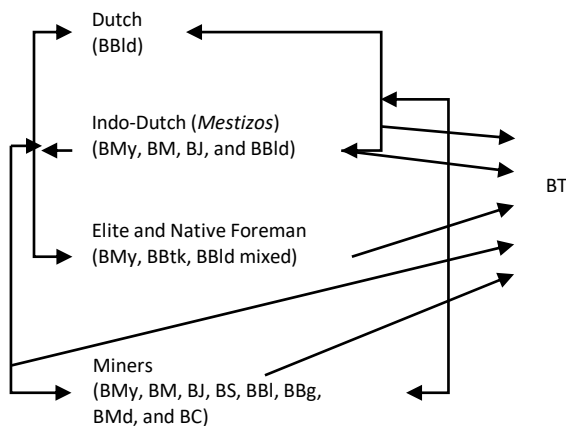 Dutch
(BBld)
Indo-Dutch (Mestizos)
(BMy, BM, BJ, and BBld)
BT
Elite and Native Foreman
(BMy, BBtk, BBld mixed)
Miners
(BMy, BM, BJ, BS, BBl, BBg,
BMd, and BC)